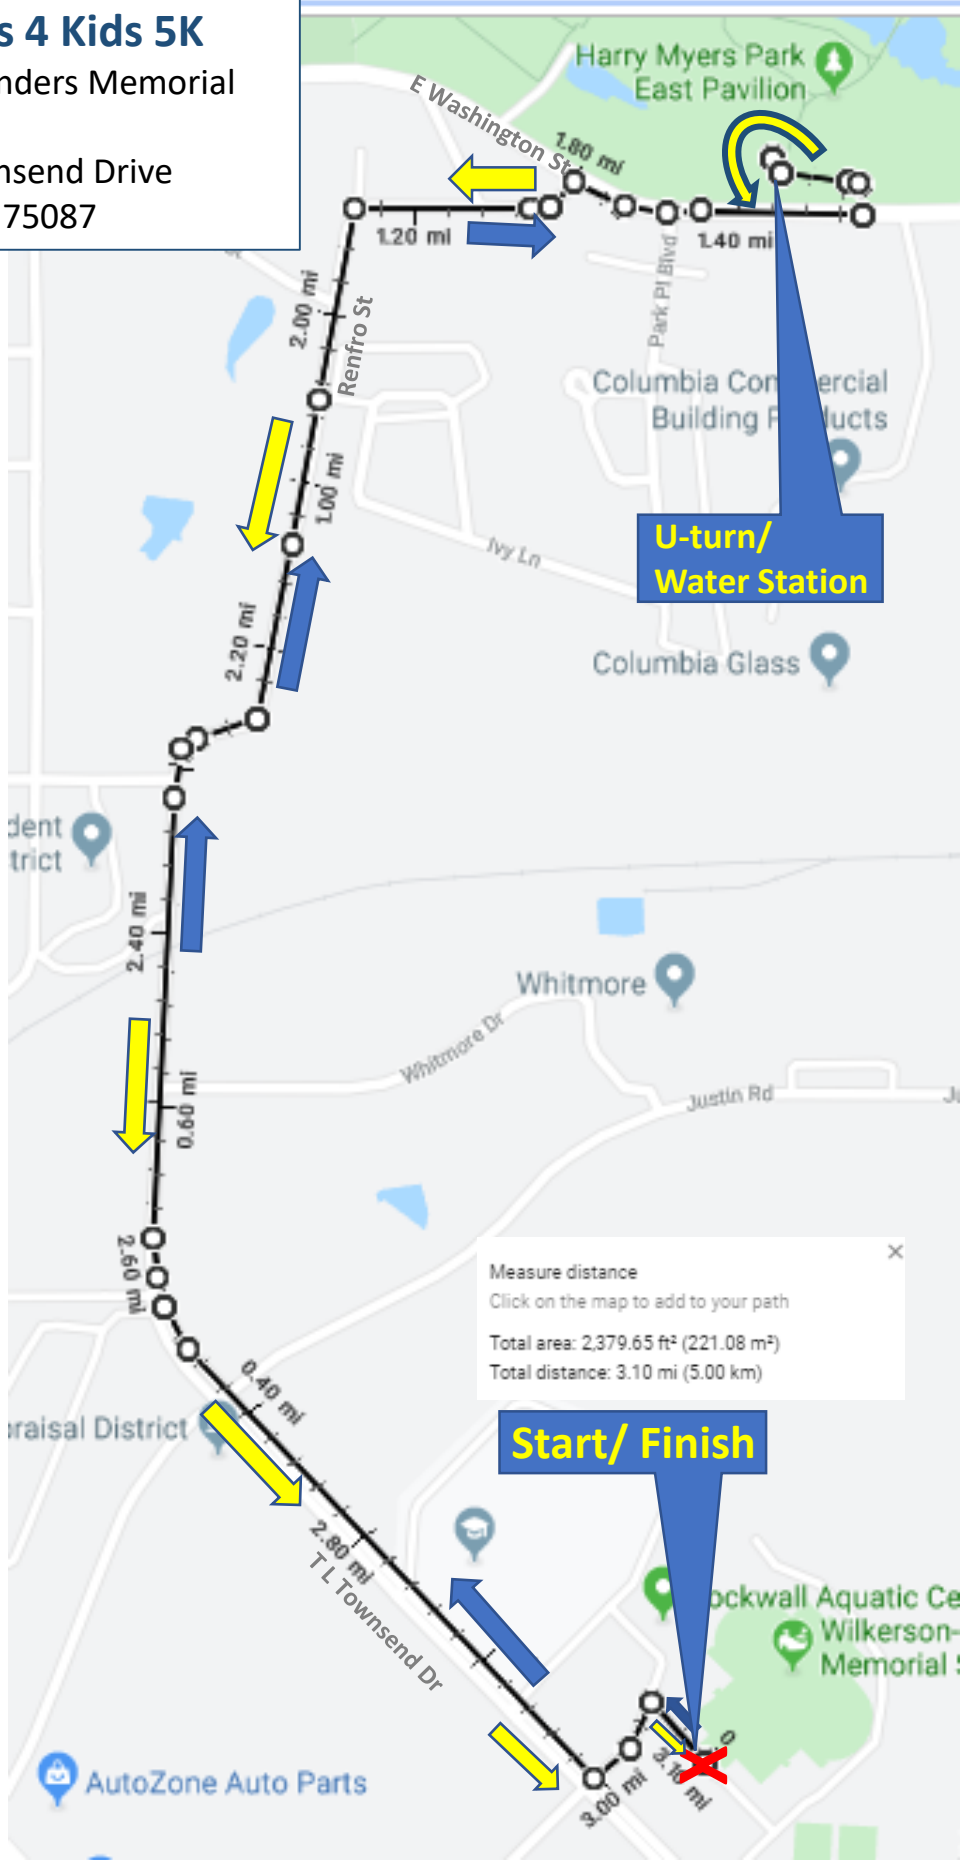 s 4 Kids 5K
nders Memorial
nsend Drive
75087
Harry Myers Park
East Pavilion
E Washington St
1.80 mi
1.20 mi
1.40 mi
2.00 mi
Renfro St
Park Pl Blvd
Columbia Com ercial
Building P ducts
1.00 mi
Ivy Ln
U-turn/
Water Station
2.20 mi
Columbia Glass
dent
trict
2.40 mi
Whitmore
Whitmore Dr
Justin Rd
0.60 mi
2.60 mi
Measure distance
Click on the map to add to your path
Total area: 2,379.65 ft² (221.08 m²)
Total distance: 3.10 mi (5.00 km)
0.40 mi
raisal District
Start/ Finish
2.80 mi
T L Townsend Dr
ockwall Aquatic Ce
Wilkerson-
Memorial S
0
3.10 mi
3.00 mi
AutoZone Auto Parts